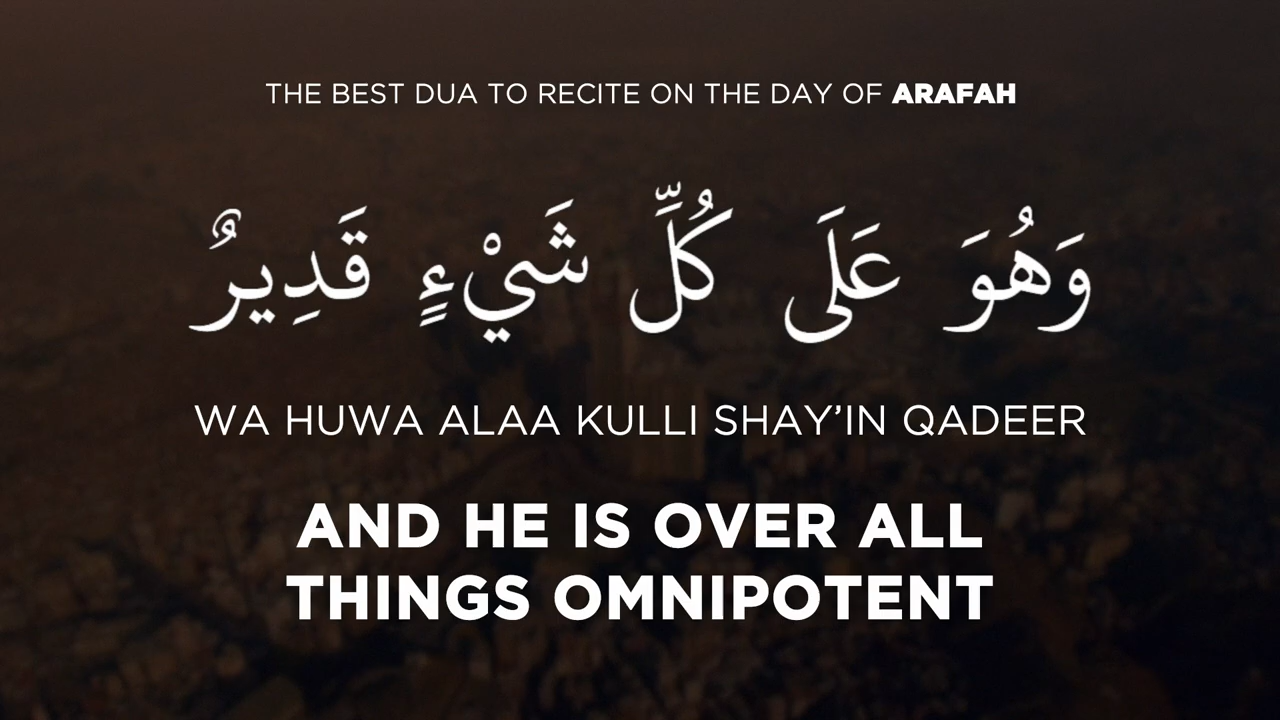 THE BEST DUA TO RECITE ON THE DAY OF ARAFAH
وَهُوَ عَلَى كُلِّ شَيْءٍ قَدِيرٌ
WA HUWA ALAA KULLI SHAY’IN QADEER
AND HE IS OVER ALL
THINGS OMNIPOTENT